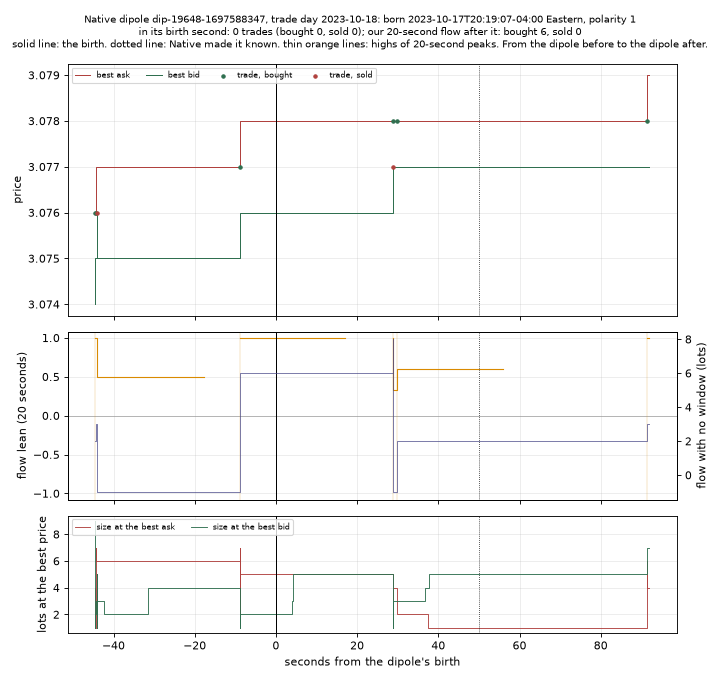 Native dipole dip-19648-1697588347, trade day 2023-10-18: born 2023-10-17T20:19:07-04:00 Eastern, polarity 1
in its birth second: 0 trades (bought 0, sold 0); our 20-second flow after it: bought 6, sold 0
solid line: the birth. dotted line: Native made it known. thin orange lines: highs of 20-second peaks. From the dipole before to the dipole after.
best ask best bid trade, bought trade, sold
3.079
3.078
3.077
3.076
3.075
3.074
price
1.0
0.5
0.0
−0.5
−1.0
flow lean (20 seconds)
8
6
4
2
0
flow with no window (lots)
size at the best ask size at the best bid
8
6
4
2
lots at the best price
−40 −20 0 20 40 60 80
seconds from the dipole's birth